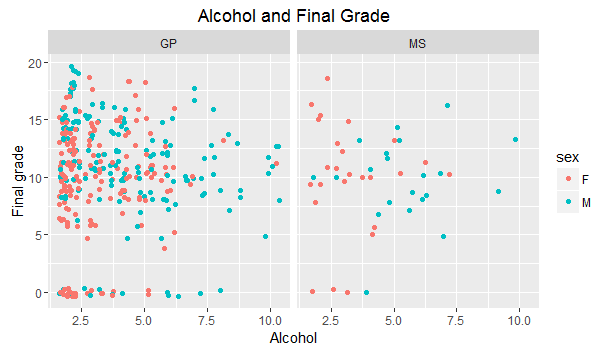 Alcohol and Final Grade
GP
MS
Final grade
20
15
10
5
0
2.5
5.0
7.5
10.0
2.5
5.0
7.5
10.0
Alcohol
sex
F
M